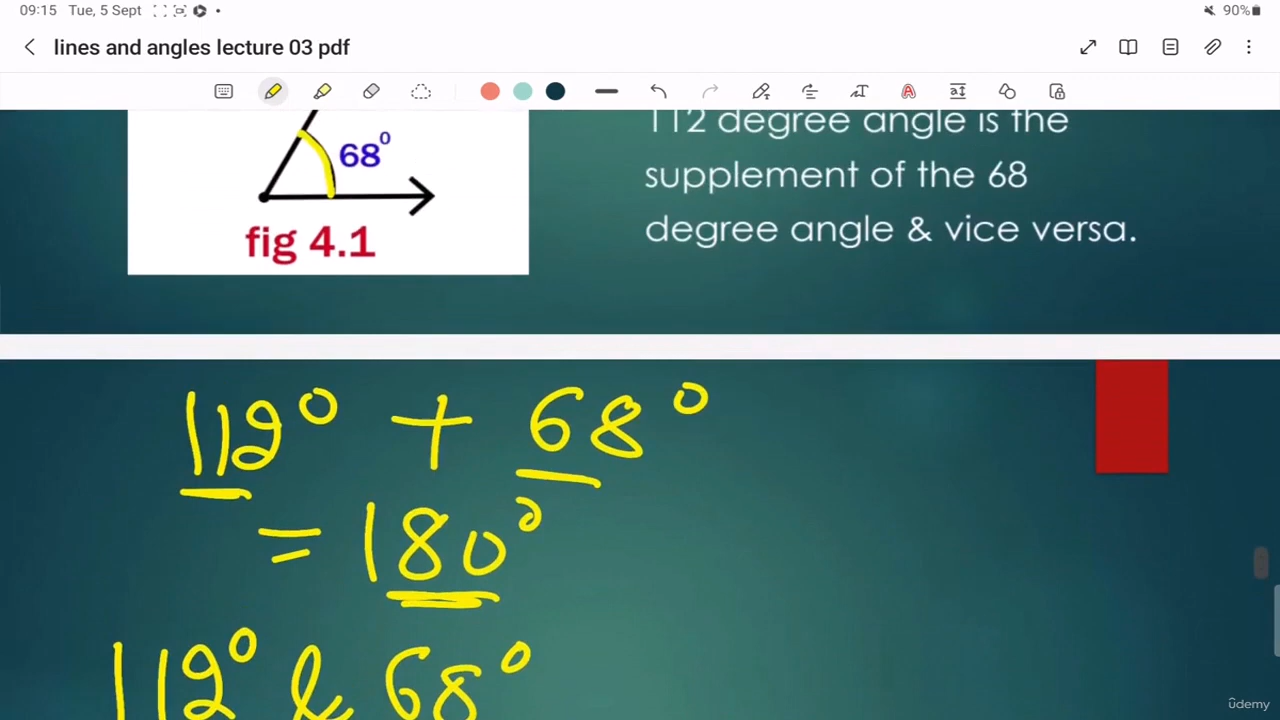 09:15 Tue, 5 Sept 90%
lines and angles lecture 03 pdf
68°
fig 4.1
112 degree angle is the
supplement of the 68
degree angle & vice versa.
112° + 68°
= 180°
112° & 68°
ûdemy